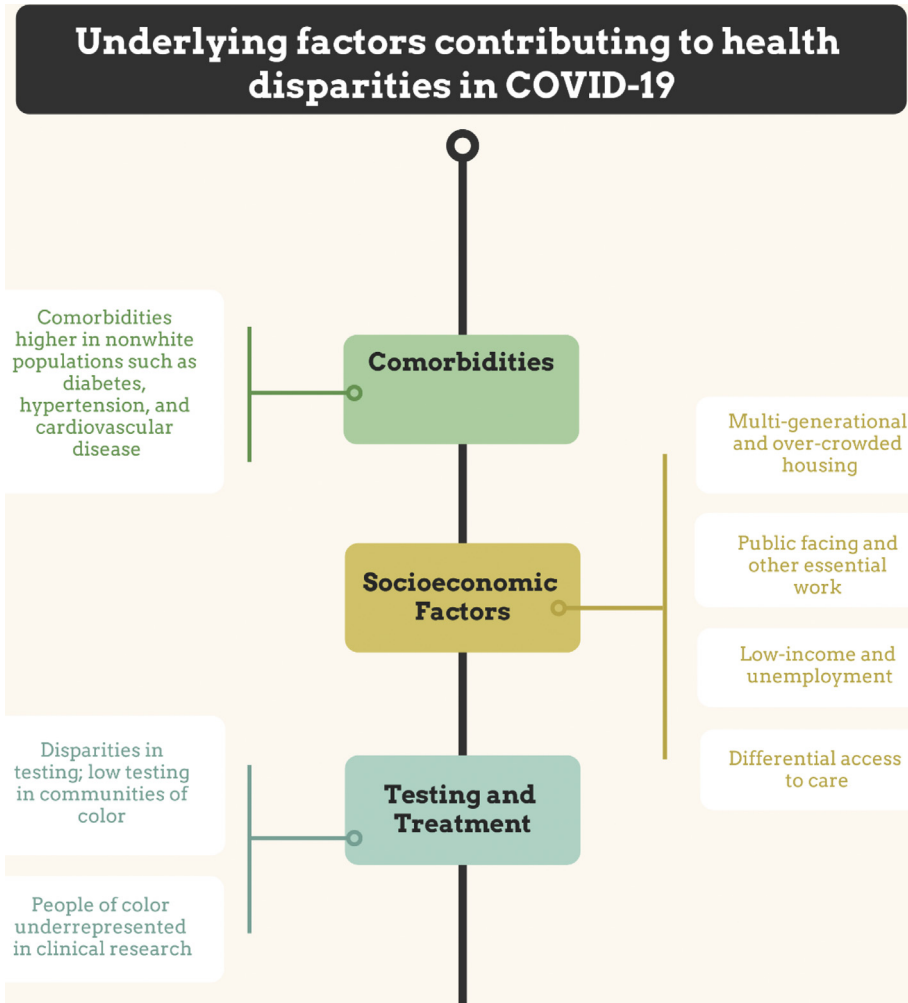 Underlying factors contributing to health
disparities in COVID-19
Comorbidities
Comorbidities
higher in nonwhite
populations such as
diabetes,
hypertension, and
cardiovascular
disease
Socioeconomic
Factors
Multi-generational
and over-crowded
housing
Public facing and
other essential
work
Low-income and
unemployment
Differential access
to care
Testing and
Treatment
Disparities in
testing; low testing
in communities of
color
People of color
underrepresented
in clinical research